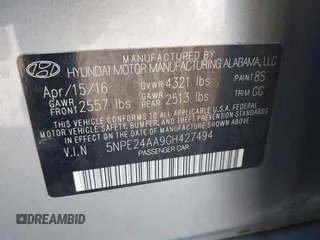 MANUFACTURED BY
HYUNDAI MOTOR MANUFACTURING ALABAMA, LLC
Apr/15/16 GVWR 4321 lbs PAINT 8S
GAWR FRONT 2557 lbs GAWR REAR 2513 lbs TRIM GG
THIS VEHICLE CONFORMS TO ALL APPLICABLE U.S.A. FEDERAL MOTOR
VEHICLE SAFETY, BUMPER, AND THEFT PREVENTION STANDARDS IN
EFFECT ON THE DATE OF MANUFACTURE SHOWN ABOVE.
V.I.N 5NPE24AA9GH427494
PASSENGER CAR
DREAMBID